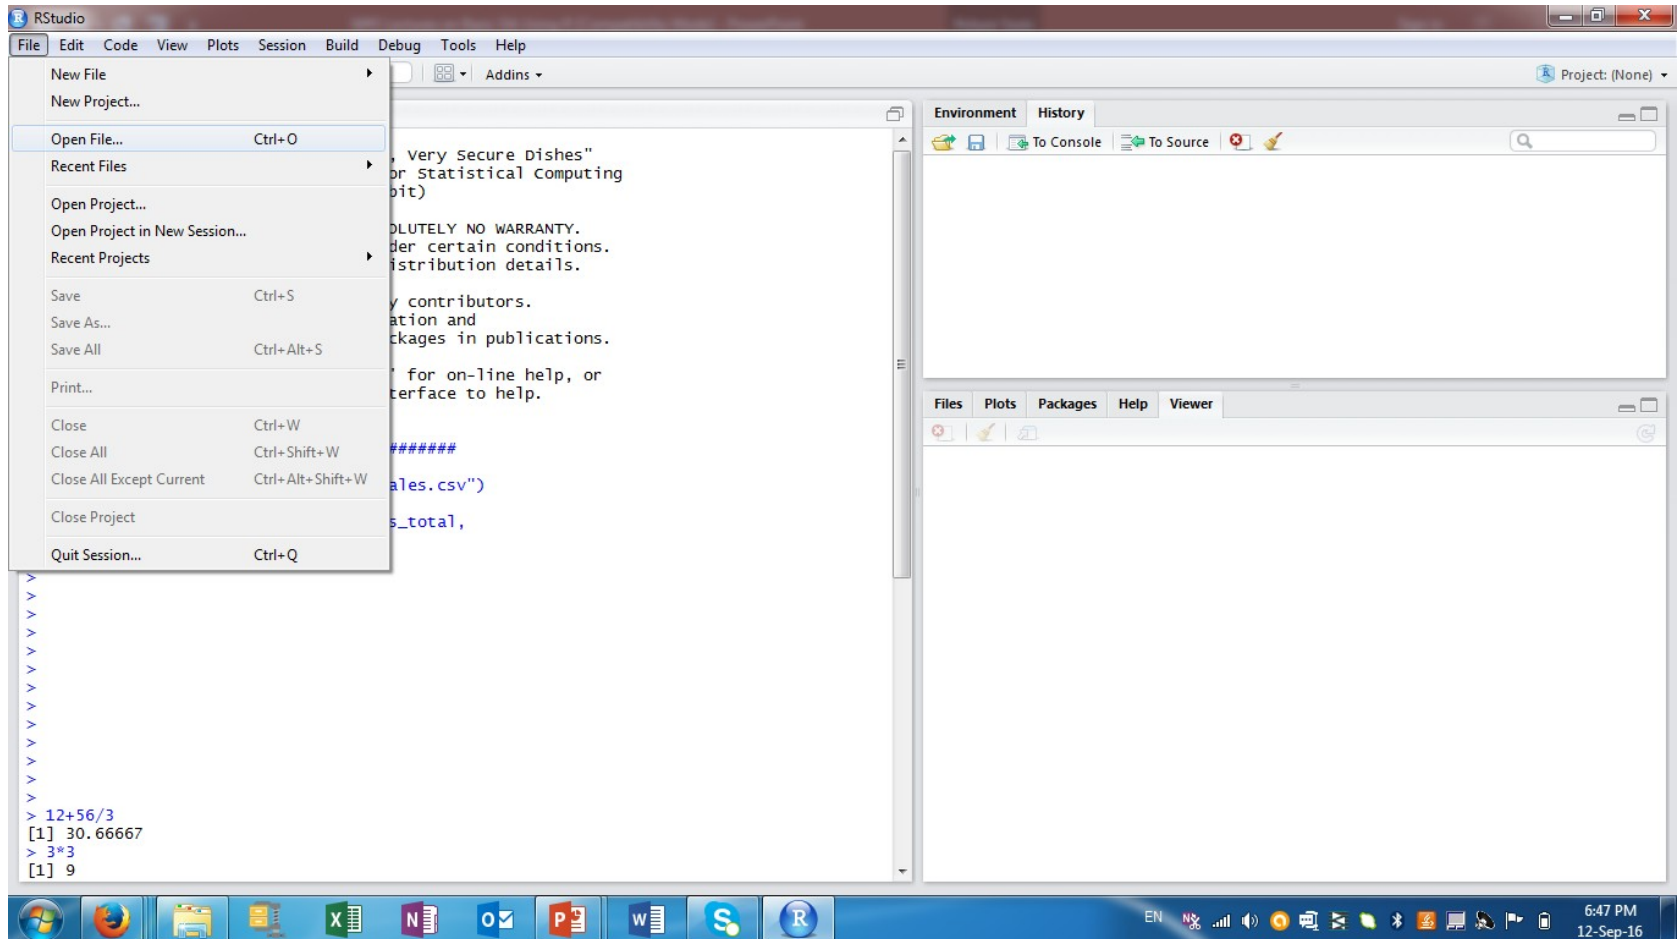 RStudio
File Edit Code View Plots Session Build Debug Tools Help
Addins
Project: (None)
New File
New Project...
Open File... Ctrl+O
Recent Files
Open Project...
Open Project in New Session...
Recent Projects
Save Ctrl+S
Save As...
Save All Ctrl+Alt+S
Print...
Close Ctrl+W
Close All Ctrl+Shift+W
Close All Except Current Ctrl+Alt+Shift+W
Close Project
Quit Session... Ctrl+Q
, Very Secure Dishes"
or Statistical Computing
bit)
OLUTELY NO WARRANTY.
der certain conditions.
istribution details.
y contributors.
ation and
ckages in publications.
' for on-line help, or
terface to help.
#######
ales.csv")
s_total,
>
>
>
>
>
>
>
>
>
>
>
>
>
> 12+56/3
[1] 30.66667
> 3*3
[1] 9
Environment History
To Console To Source
Files Plots Packages Help Viewer
EN
6:47 PM
12-Sep-16